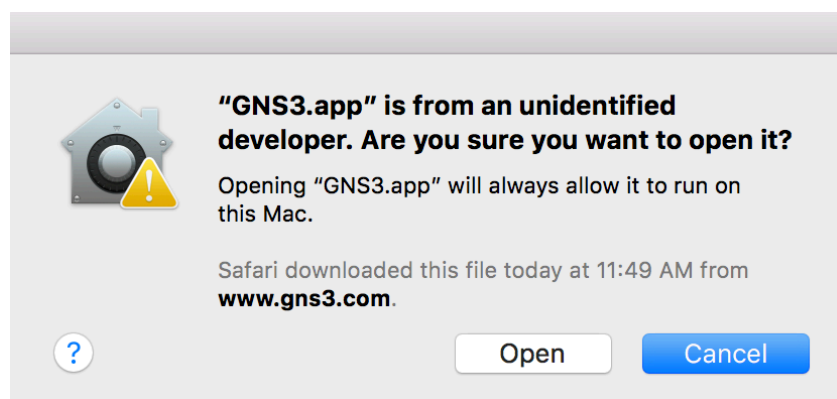 “GNS3.app” is from an unidentified
developer. Are you sure you want to open it?
Opening “GNS3.app” will always allow it to run on
this Mac.
Safari downloaded this file today at 11:49 AM from
www.gns3.com.
?
Open
Cancel